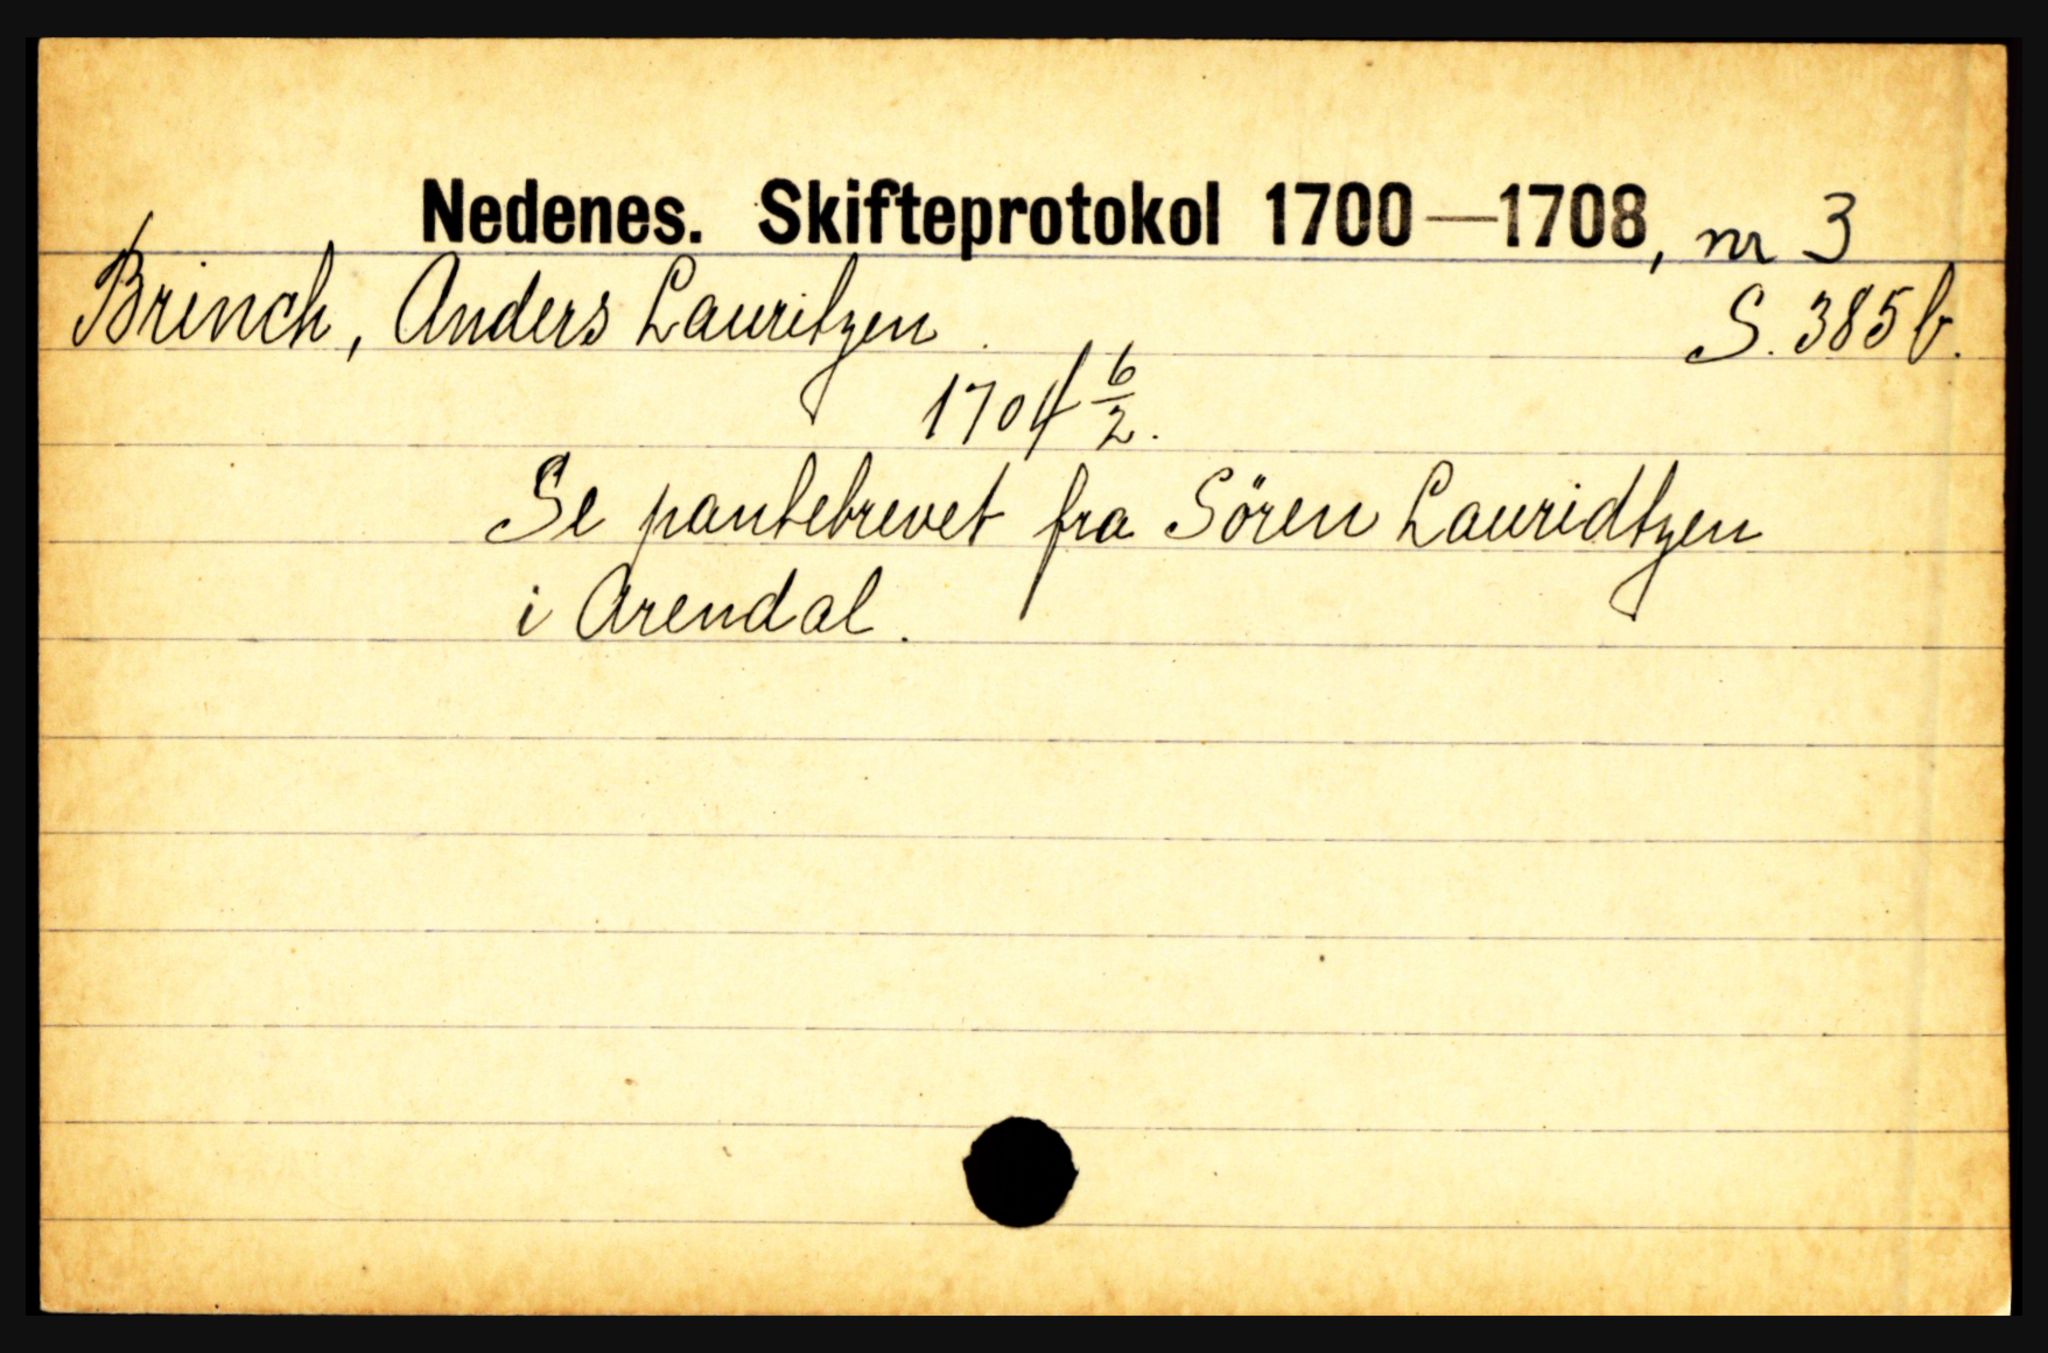 Nedenes. Skifteprotokol 1700—1708, nr 3
Brinch, Anders Lauritzen S. 385 b.
1704 6/2.
Se pantebrevet fra Sören Lauridtzen
i Arendal.